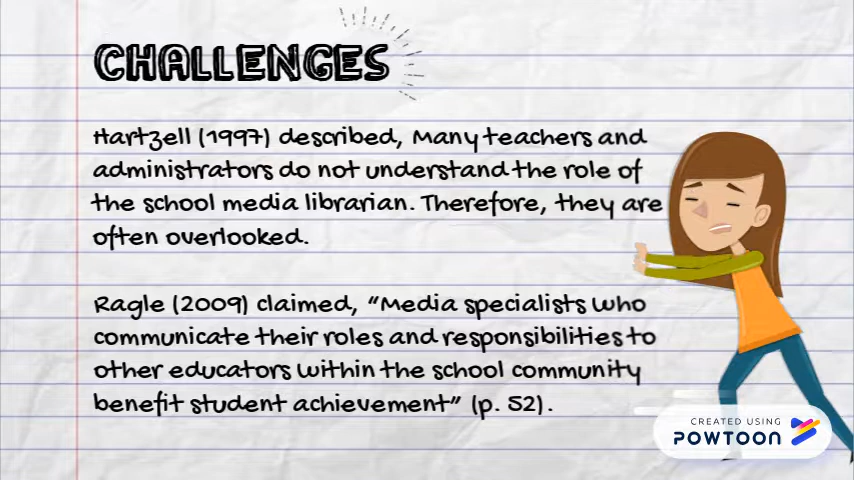 CHALLENGES
Hartzell (1997) described, Many teachers and
administrators do not understand the role of
the school media librarian. Therefore, they are
often overlooked.
Ragle (2009) claimed, “Media specialists who
communicate their roles and responsibilities to
other educators within the school community
benefit student achievement” (p. 52).
CREATED USING
POWTOON